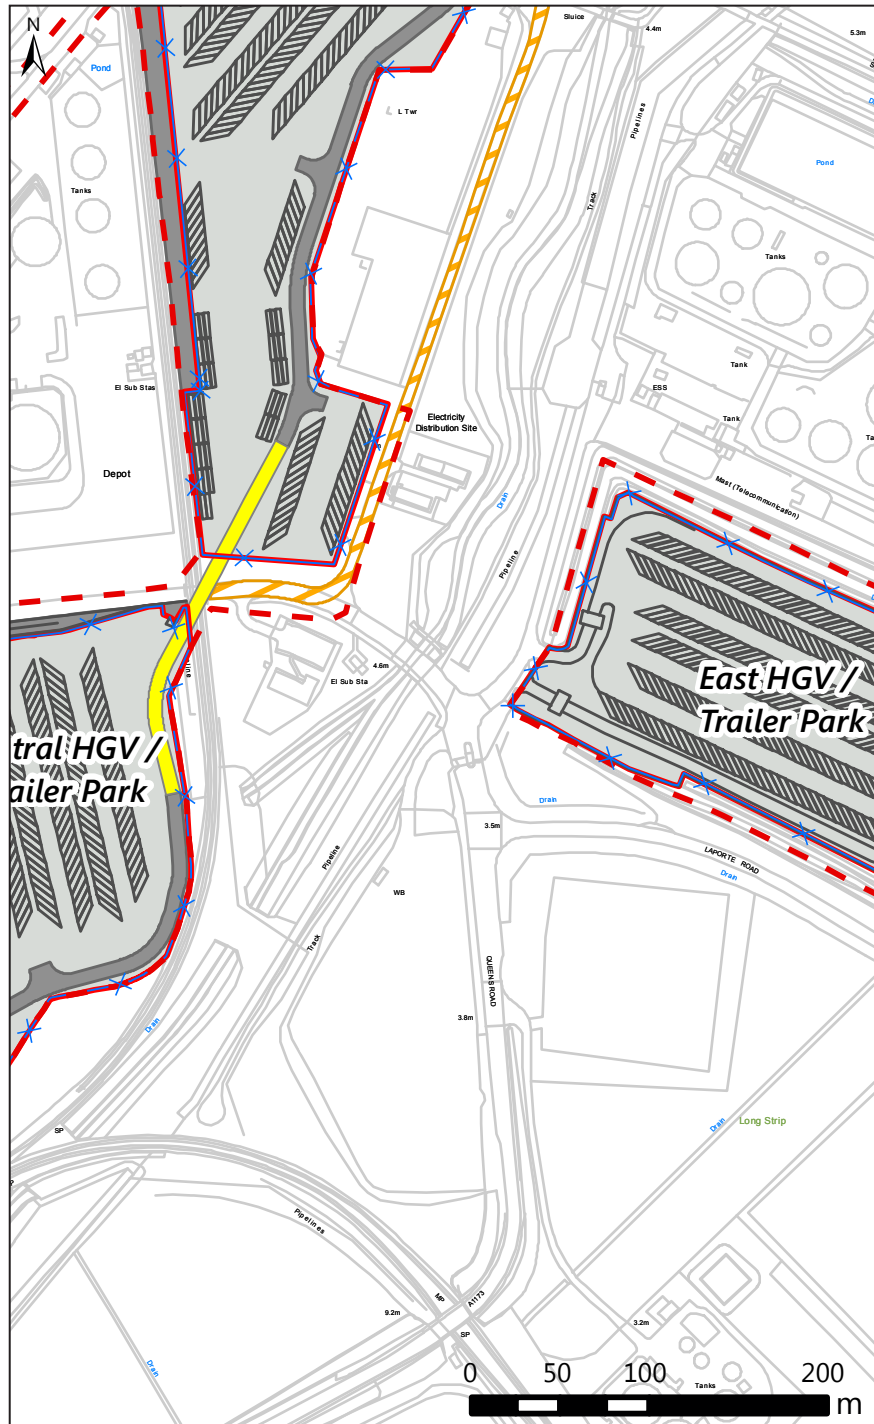 N
Sluice
4.4m
5.3m
Pond
L Twr
Pipelines
Pond
Tanks
Track
Tanks
El Sub Stas
Tank
ESS
Tank
Electricity
Distribution Site
Depot
Mast (Telecommunication)
Drain
Pipeline
4.6m
El Sub Sta
line
East HGV /
Trailer Park
tral HGV /
ailer Park
Drain
3.5m
LAPORTE ROAD
Drain
Pipeline
WB
Track
QUEENS ROAD
3.8m
Drain
Drain
Long Strip
SP
Pipelines
MP
A1173
9.2m
SP
3.2m
Drain
Tanks
0 50 100 200
m